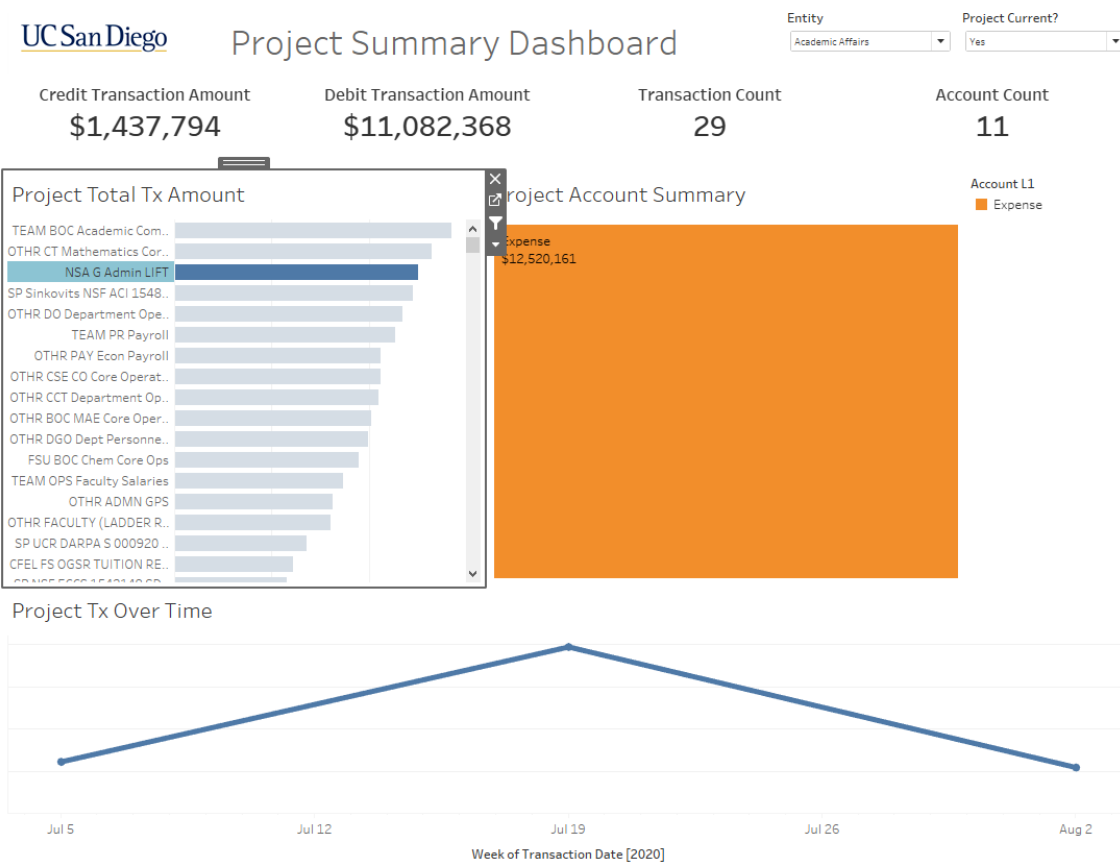 UC San Diego
Project Summary Dashboard
Entity
Academic Affairs
Project Current?
Yes
Credit Transaction Amount
$1,437,794
Debit Transaction Amount
$11,082,368
Transaction Count
29
Account Count
11
Project Total Tx Amount
TEAM BOC Academic Com..
OTHR CT Mathematics Cor..
NSA G Admin LIFT
SP Sinkovits NSF ACI 1548..
OTHR DO Department Ope..
TEAM PR Payroll
OTHR PAY Econ Payroll
OTHR CSE CO Core Operat..
OTHR CCT Department Op..
OTHR BOC MAE Core Oper..
OTHR DGO Dept Personne..
FSU BOC Chem Core Ops
TEAM OPS Faculty Salaries
OTHR ADMN GPS
OTHR FACULTY (LADDER R..
SP UCR DARPA S 000920 ..
CFEL FS OGSR TUITION RE..
roject Account Summary
Expense
$12,520,161
Account L1
Expense
Project Tx Over Time
Jul 5
Jul 12
Jul 19
Jul 26
Aug 2
Week of Transaction Date [2020]